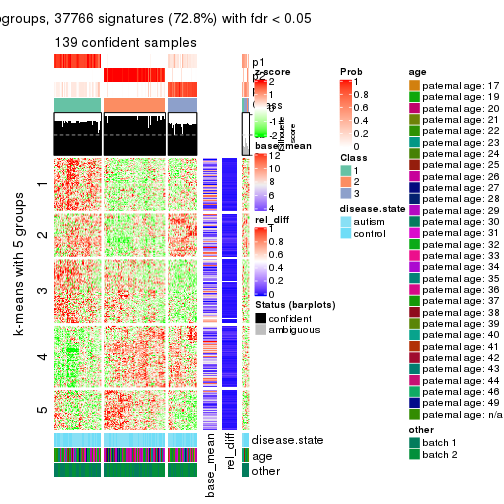 ogroups, 37766 signatures (72.8%) with fdr < 0.05
139 confident samples
p1
p2
z-score
2
1
0
-1
-2
Silhouette
score
base_mean
12
10
8
6
4
rel_diff
1
0.8
0.6
0.4
0.2
0
Status (barplots)
confident
ambiguous
Prob
1
0.8
0.6
0.4
0.2
0
Class
1
2
3
disease.state
autism
control
age
paternal age: 17
paternal age: 19
paternal age: 20
paternal age: 21
paternal age: 22
paternal age: 23
paternal age: 24
paternal age: 25
paternal age: 26
paternal age: 27
paternal age: 28
paternal age: 29
paternal age: 30
paternal age: 31
paternal age: 32
paternal age: 33
paternal age: 34
paternal age: 35
paternal age: 36
paternal age: 37
paternal age: 38
paternal age: 39
paternal age: 40
paternal age: 41
paternal age: 42
paternal age: 43
paternal age: 44
paternal age: 46
paternal age: 49
paternal age: n/a
other
batch 1
batch 2
k-means with 5 groups
1
2
3
4
5
disease.state
age
other
base_mean
rel_diff